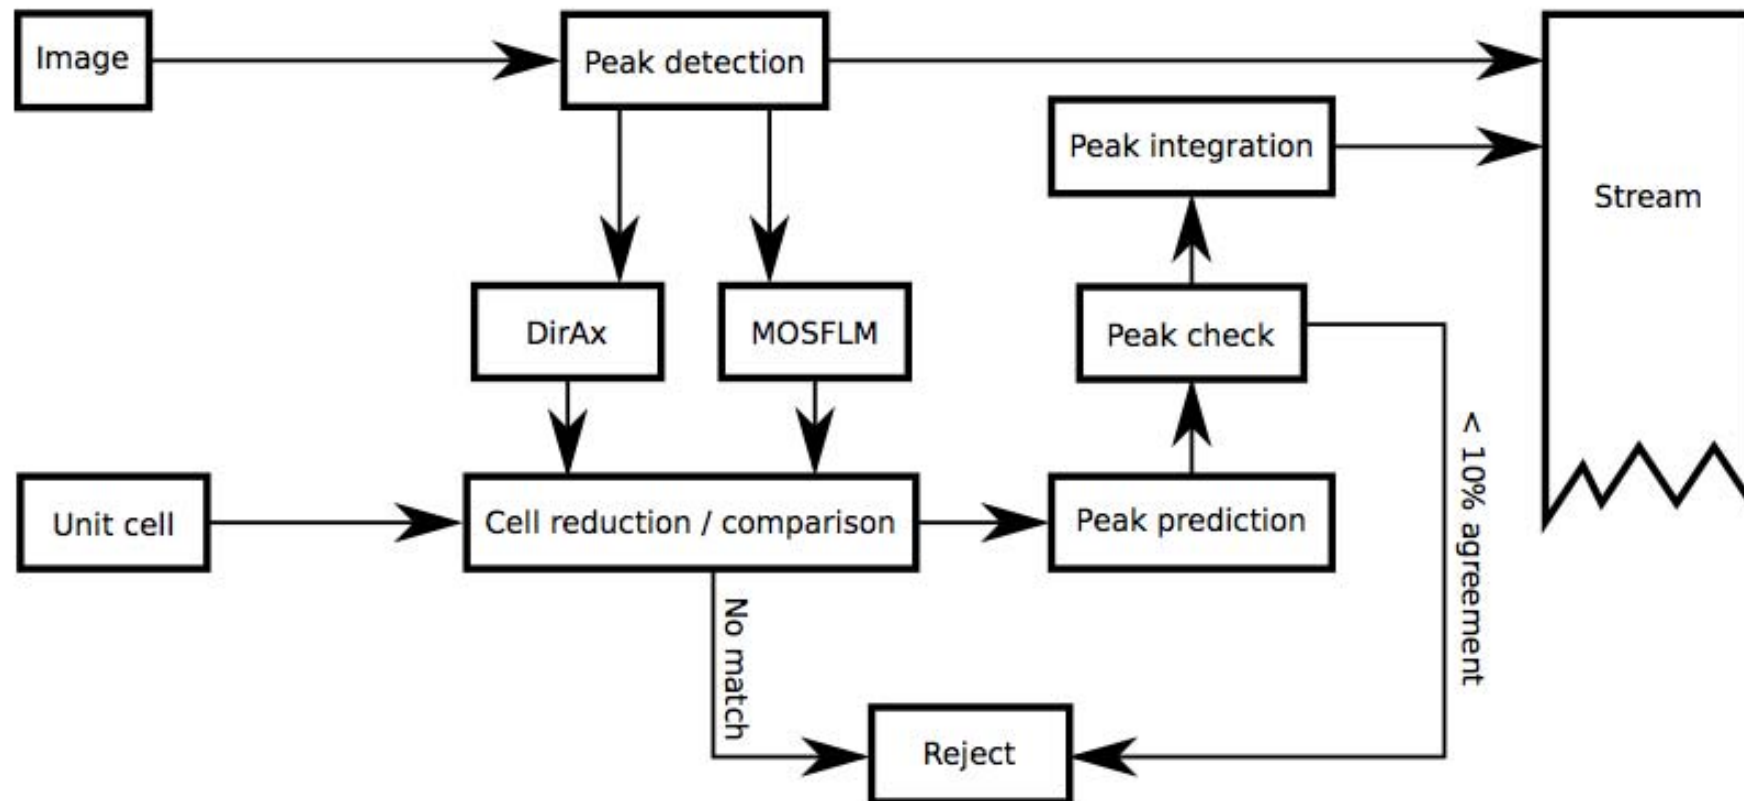 Image
Peak detection
Peak integration
Stream
DirAx
MOSFLM
Peak check
< 10% agreement
Unit cell
Cell reduction / comparison
Peak prediction
No match
Reject